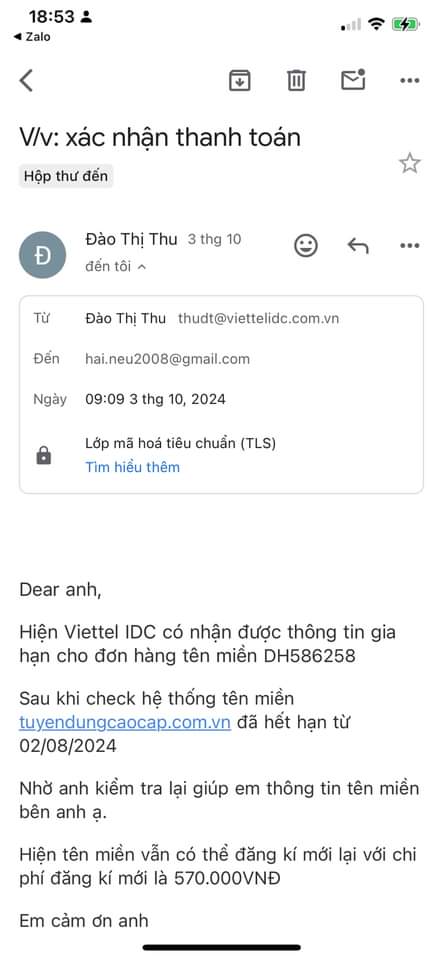 18:53
◀ Zalo
V/v: xác nhận thanh toán
Hộp thư đến
Đ
Đào Thị Thu 3 thg 10
đến tôi
Từ Đào Thị Thu thudt@viettelidc.com.vn
Đến hai.neu2008@gmail.com
Ngày 09:09 3 thg 10, 2024
Lớp mã hoá tiêu chuẩn (TLS)
Tìm hiểu thêm
Dear anh,
Hiện Viettel IDC có nhận được thông tin gia
hạn cho đơn hàng tên miền DH586258
Sau khi check hệ thống tên miền
tuyendungcaocap.com.vn đã hết hạn từ
02/08/2024
Nhờ anh kiểm tra lại giúp em thông tin tên miền
bên anh ạ.
Hiện tên miền vẫn có thể đăng kí mới lại với chi
phí đăng kí mới là 570.000VNĐ
Em cảm ơn anh